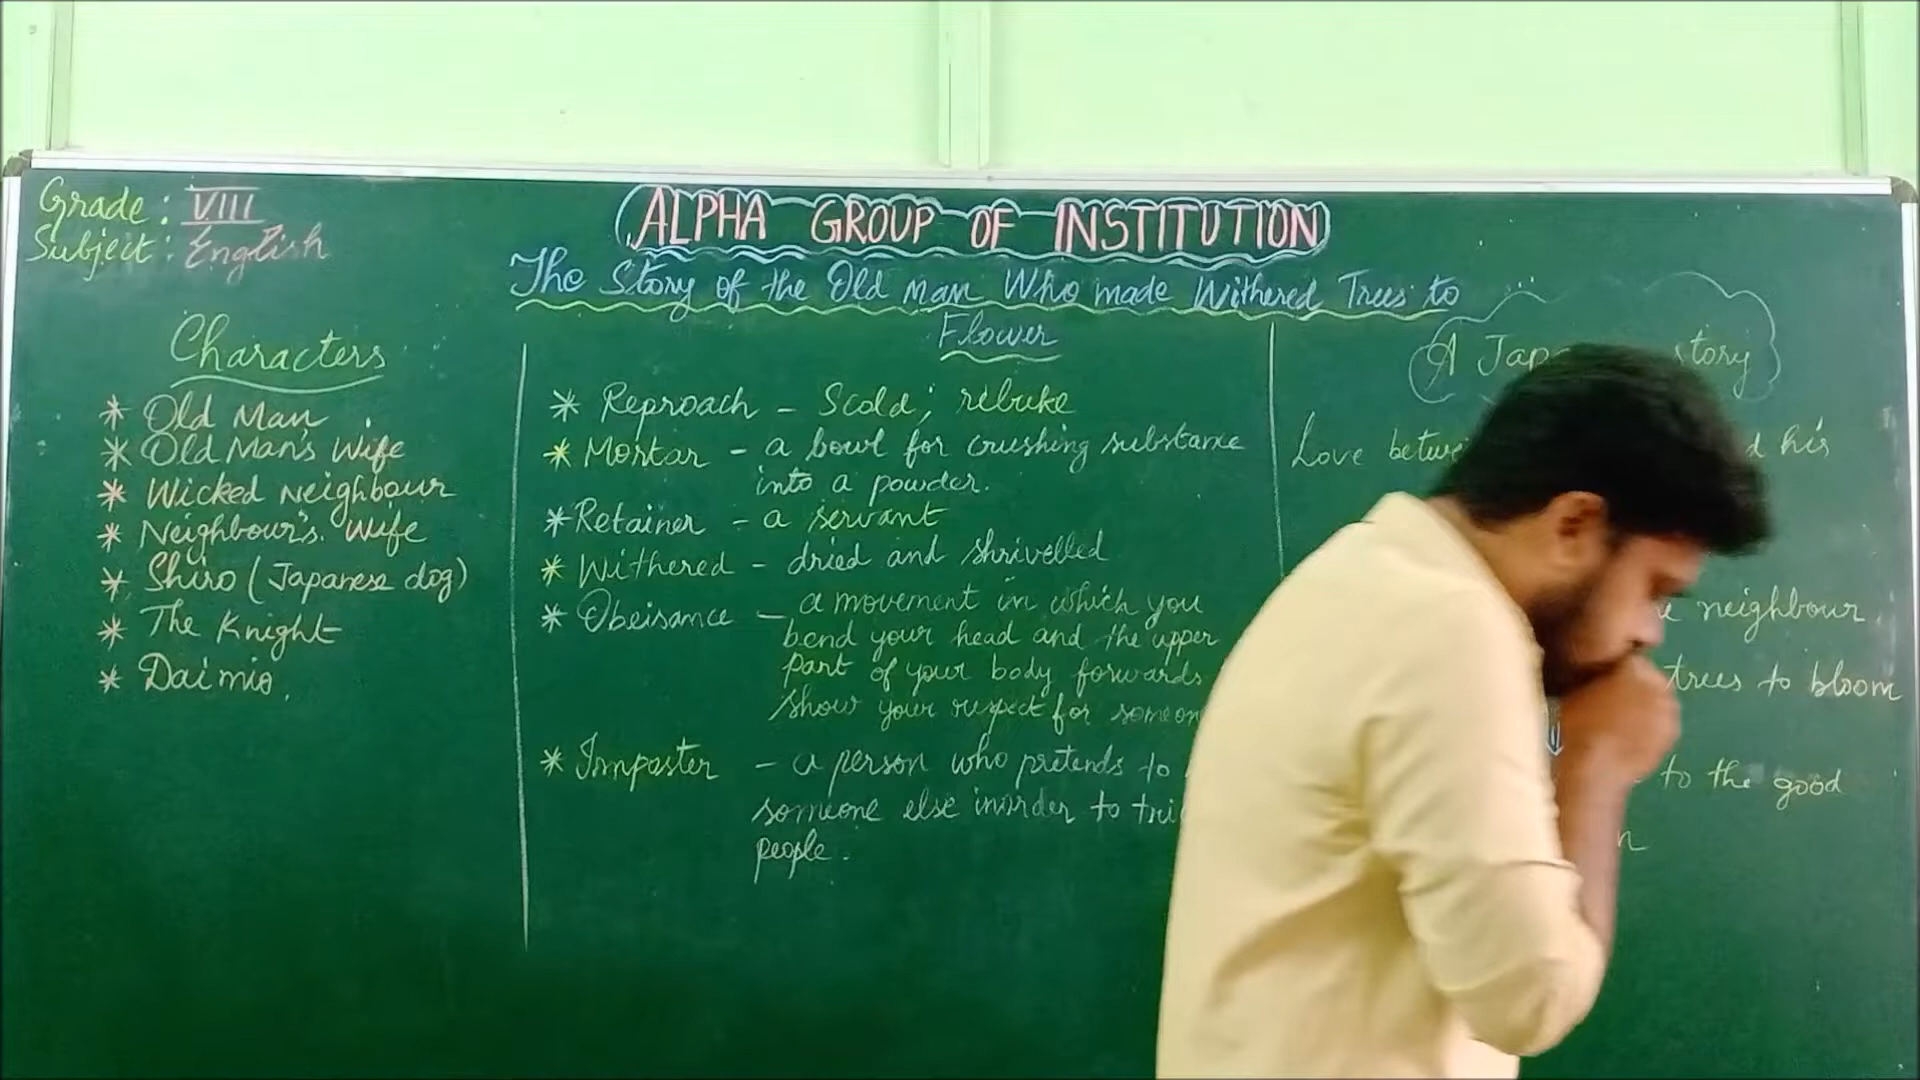 Grade: VIII
Subject: English
ALPHA GROUP OF INSTITUTION
The Story of the Old Man Who made Withered Trees to
Flower
Characters
* Old Man
* Old Man's Wife
* Wicked Neighbour
* Neighbour's Wife
* Shiro (Japanese dog)
* The Knight
* Daimio.
* Reproach - Scold; rebuke
* Mortar - a bowl for crushing substance
into a powder.
* Retainer - a servant
* Withered - dried and shrivelled
* Obeisance - a movement in which you
bend your head and the upper
part of your body forwards
show your respect for
* Imposter - a person who pretends to
someone else inorder to
people.
A story
Love his
neighbour.
trees to bloom
to the good